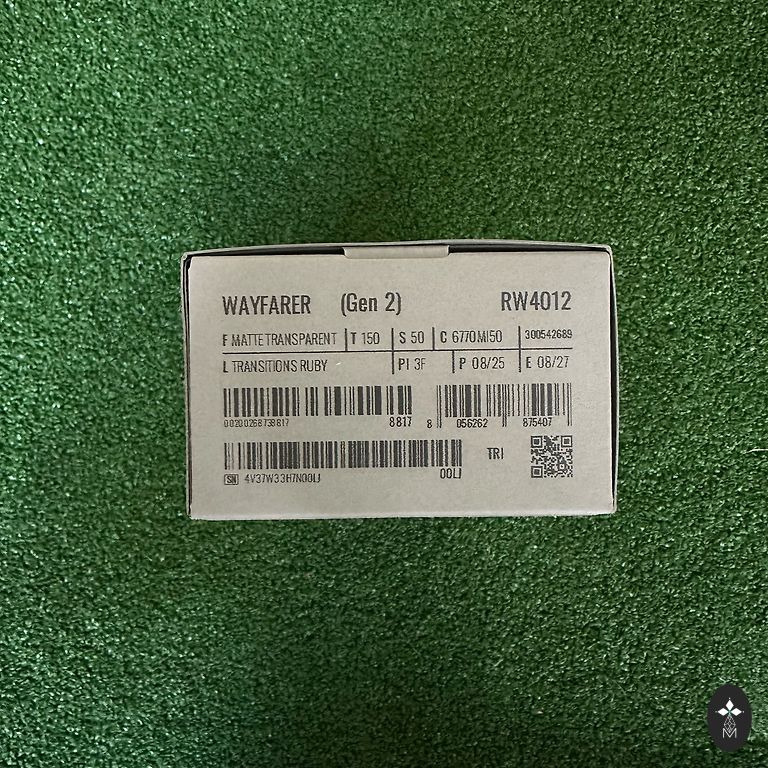 WAYFARER (Gen 2) RW4012
F MATTE TRANSPARENT T 150 S 50 C 6770MI50 300542689
L TRANSITIONS RUBY PI 3F P 08/25 E 08/27
00200268738817 8817 8 056262 875407
TRI
SN 4V37W33H7N00LJ 00LJ
M